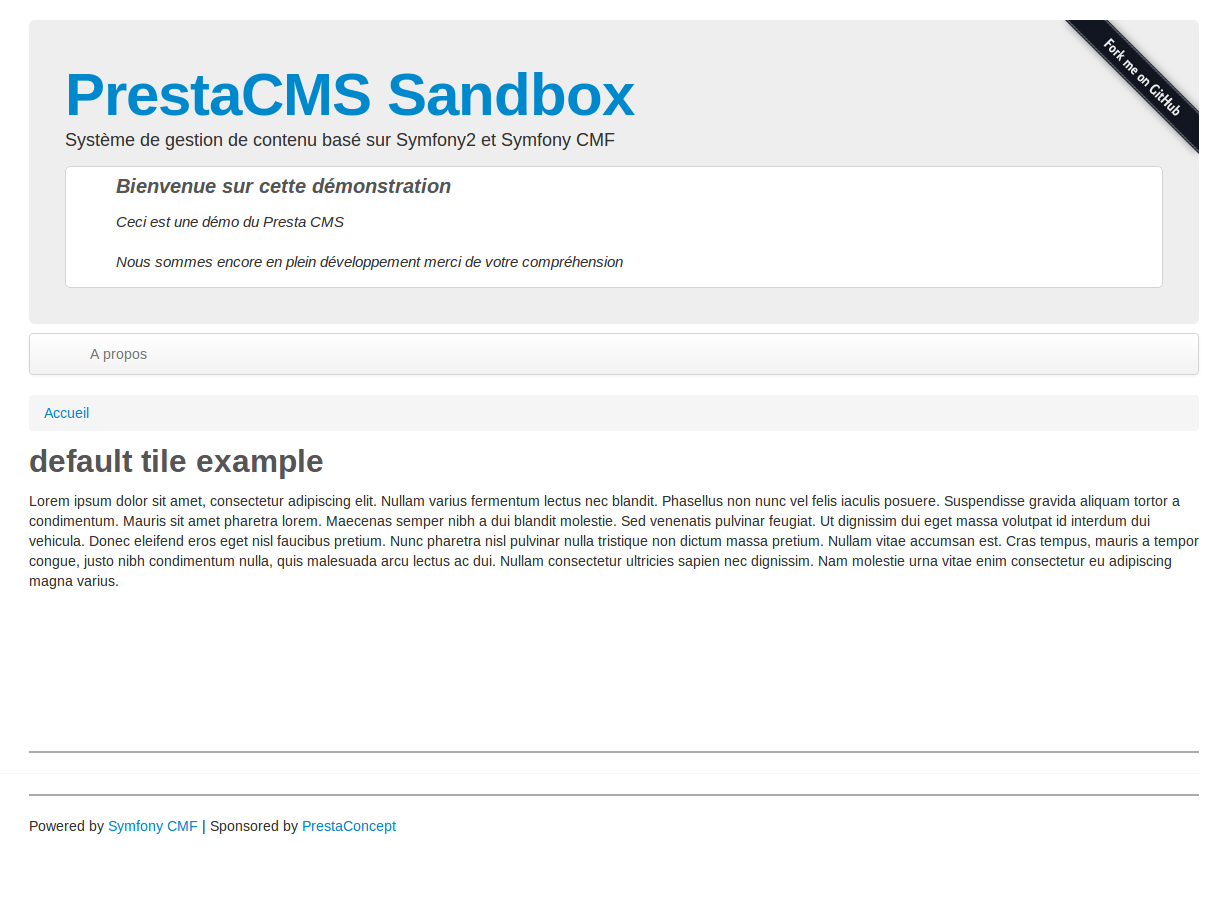 Fork me on GitHub
PrestaCMS Sandbox
Système de gestion de contenu basé sur Symfony2 et Symfony CMF
Bienvenue sur cette démonstration
Ceci est une démo du Presta CMS
Nous sommes encore en plein développement merci de votre compréhension
A propos
Accueil
default tile example
Lorem ipsum dolor sit amet, consectetur adipiscing elit. Nullam varius fermentum lectus nec blandit. Phasellus non nunc vel felis iaculis posuere. Suspendisse gravida aliquam tortor a
condimentum. Mauris sit amet pharetra lorem. Maecenas semper nibh a dui blandit molestie. Sed venenatis pulvinar feugiat. Ut dignissim dui eget massa volutpat id interdum dui
vehicula. Donec eleifend eros eget nisl faucibus pretium. Nunc pharetra nisl pulvinar nulla tristique non dictum massa pretium. Nullam vitae accumsan est. Cras tempus, mauris a tempor
congue, justo nibh condimentum nulla, quis malesuada arcu lectus ac dui. Nullam consectetur ultricies sapien nec dignissim. Nam molestie urna vitae enim consectetur eu adipiscing
magna varius.
Powered by Symfony CMF | Sponsored by PrestaConcept